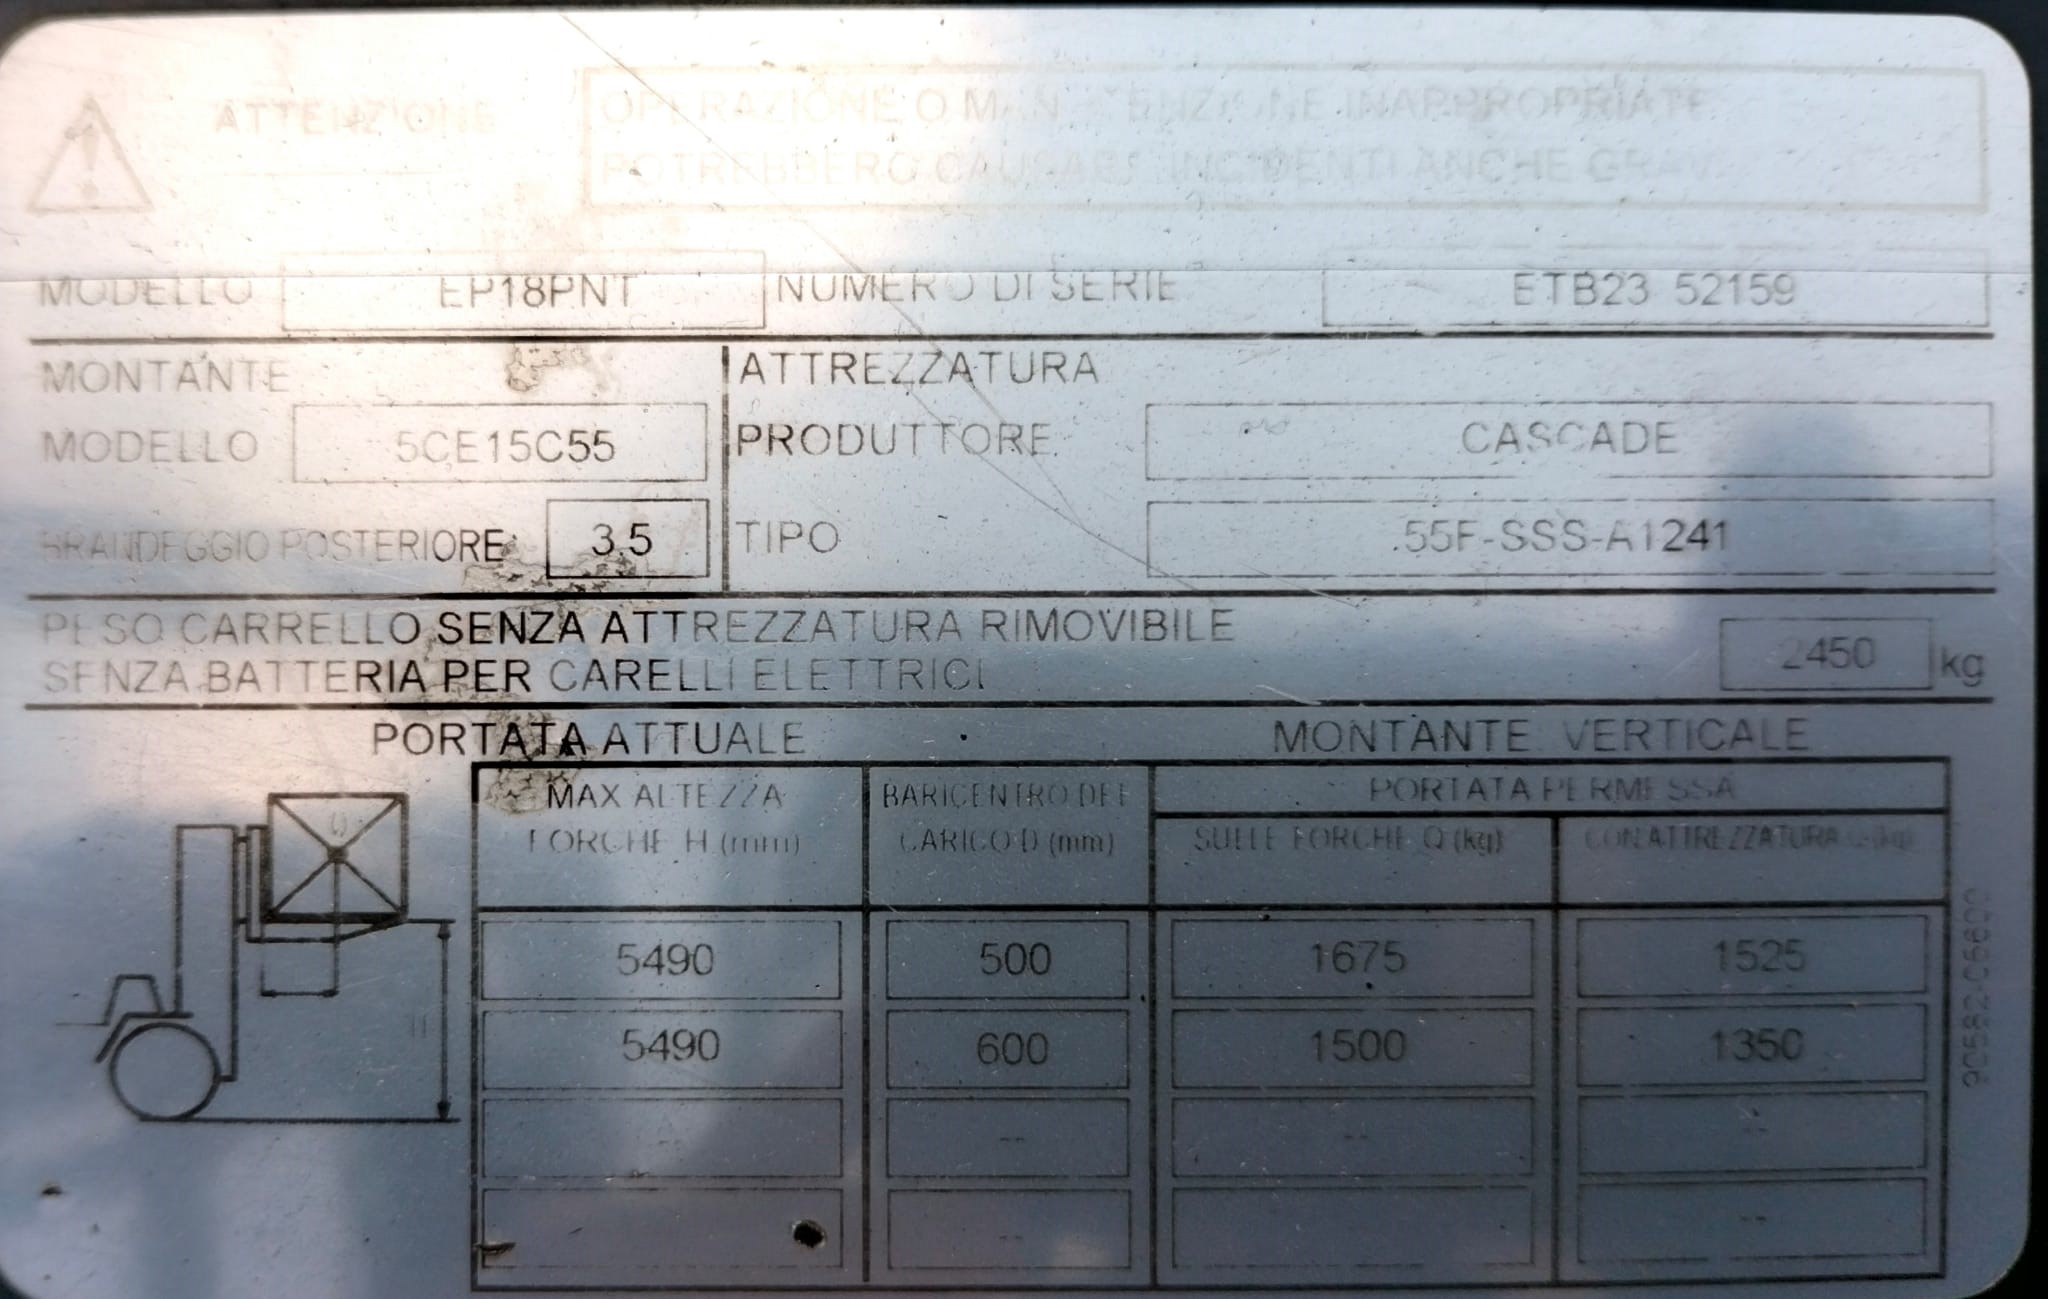 ATTENZIONE
OPERAZIONE O MANUTENZIONE INAPPROPRIATE
POTREBBERO CAUSARE INCIDENTI ANCHE GRAVI
MODELLO EP18PNT NUMERO DI SERIE ETB23 52159
MONTANTE ATTREZZATURA
MODELLO 5CE15C55 PRODUTTORE CASCADE
BRANDEGGIO POSTERIORE 3.5 TIPO .55F-SSS-A1241
PESO CARRELLO SENZA ATTREZZATURA RIMOVIBILE
SENZA BATTERIA PER CARELLI ELETTRICI 2450 kg
PORTATA ATTUALE MONTANTE VERTICALE
MAX ALTEZZA BARICENTRO DEL PORTATA PERMESSA
FORCHE H (mm) CARICO D (mm) SULLE FORCHE Q (kg) CON ATTREZZATURA
5490 500 1675 1525
5490 600 1500 1350
-- -- --
-- --
H